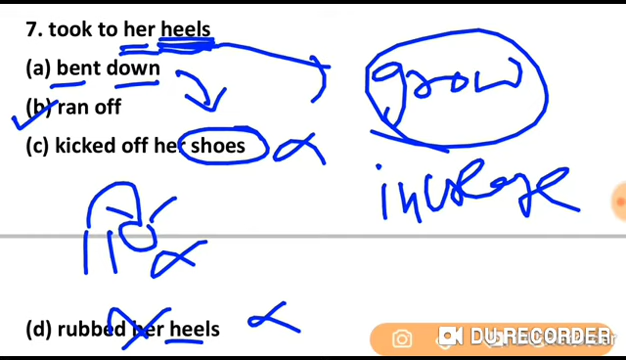 7. took to her heels
(a) bent down
(b) ran off
(c) kicked off her shoes
grow
increase
(d) rubbed her heels
DU RECORDER